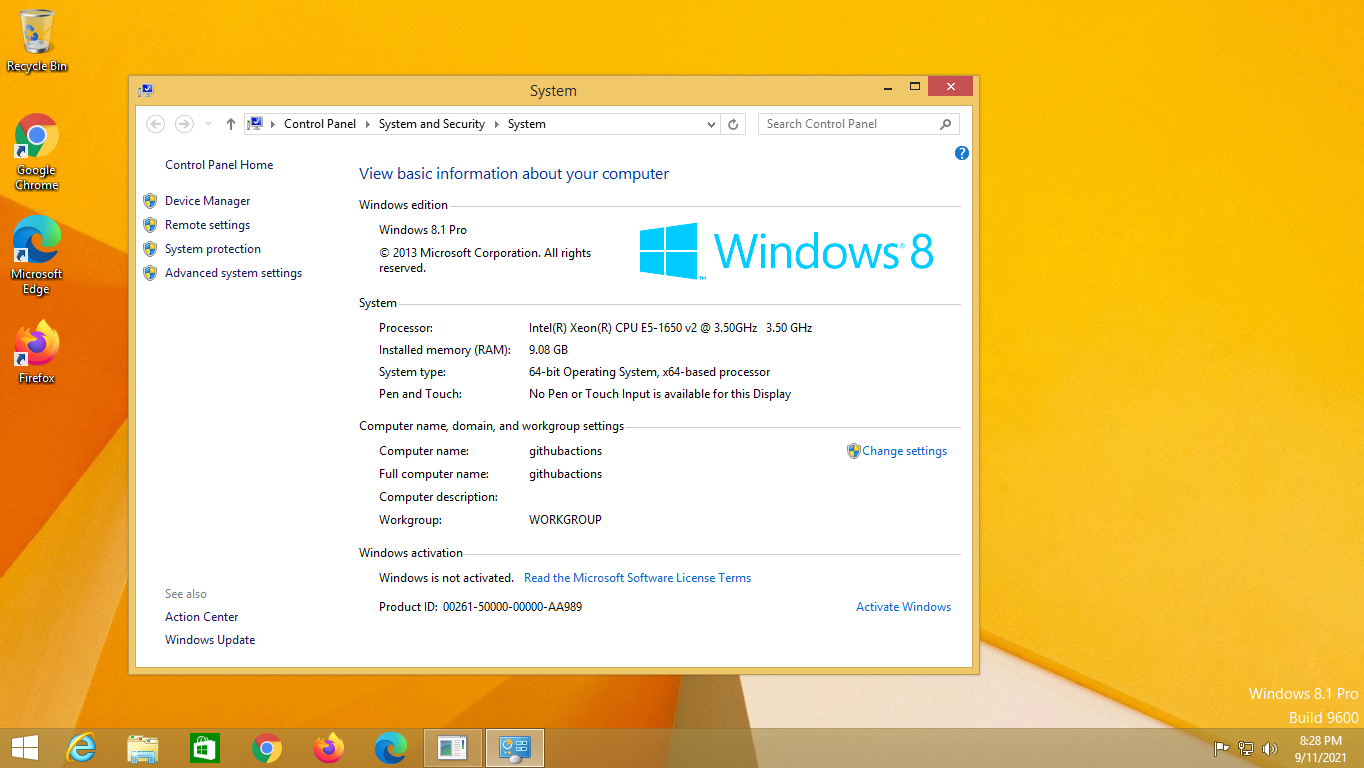 Recycle Bin
Google
Chrome
Microsoft
Edge
Firefox
System
Control Panel System and Security System
Search Control Panel
?
Control Panel Home
Device Manager
Remote settings
System protection
Advanced system settings
See also
Action Center
Windows Update
View basic information about your computer
Windows edition
Windows 8.1 Pro
© 2013 Microsoft Corporation. All rights
reserved.
Windows® 8
™
System
Processor: Intel(R) Xeon(R) CPU E5-1650 v2 @ 3.50GHz 3.50 GHz
Installed memory (RAM): 9.08 GB
System type: 64-bit Operating System, x64-based processor
Pen and Touch: No Pen or Touch Input is available for this Display
Computer name, domain, and workgroup settings
Computer name: githubactions Change settings
Full computer name: githubactions
Computer description:
Workgroup: WORKGROUP
Windows activation
Windows is not activated. Read the Microsoft Software License Terms
Product ID: 00261-50000-00000-AA989 Activate Windows
Windows 8.1 Pro
Build 9600
8:28 PM
9/11/2021